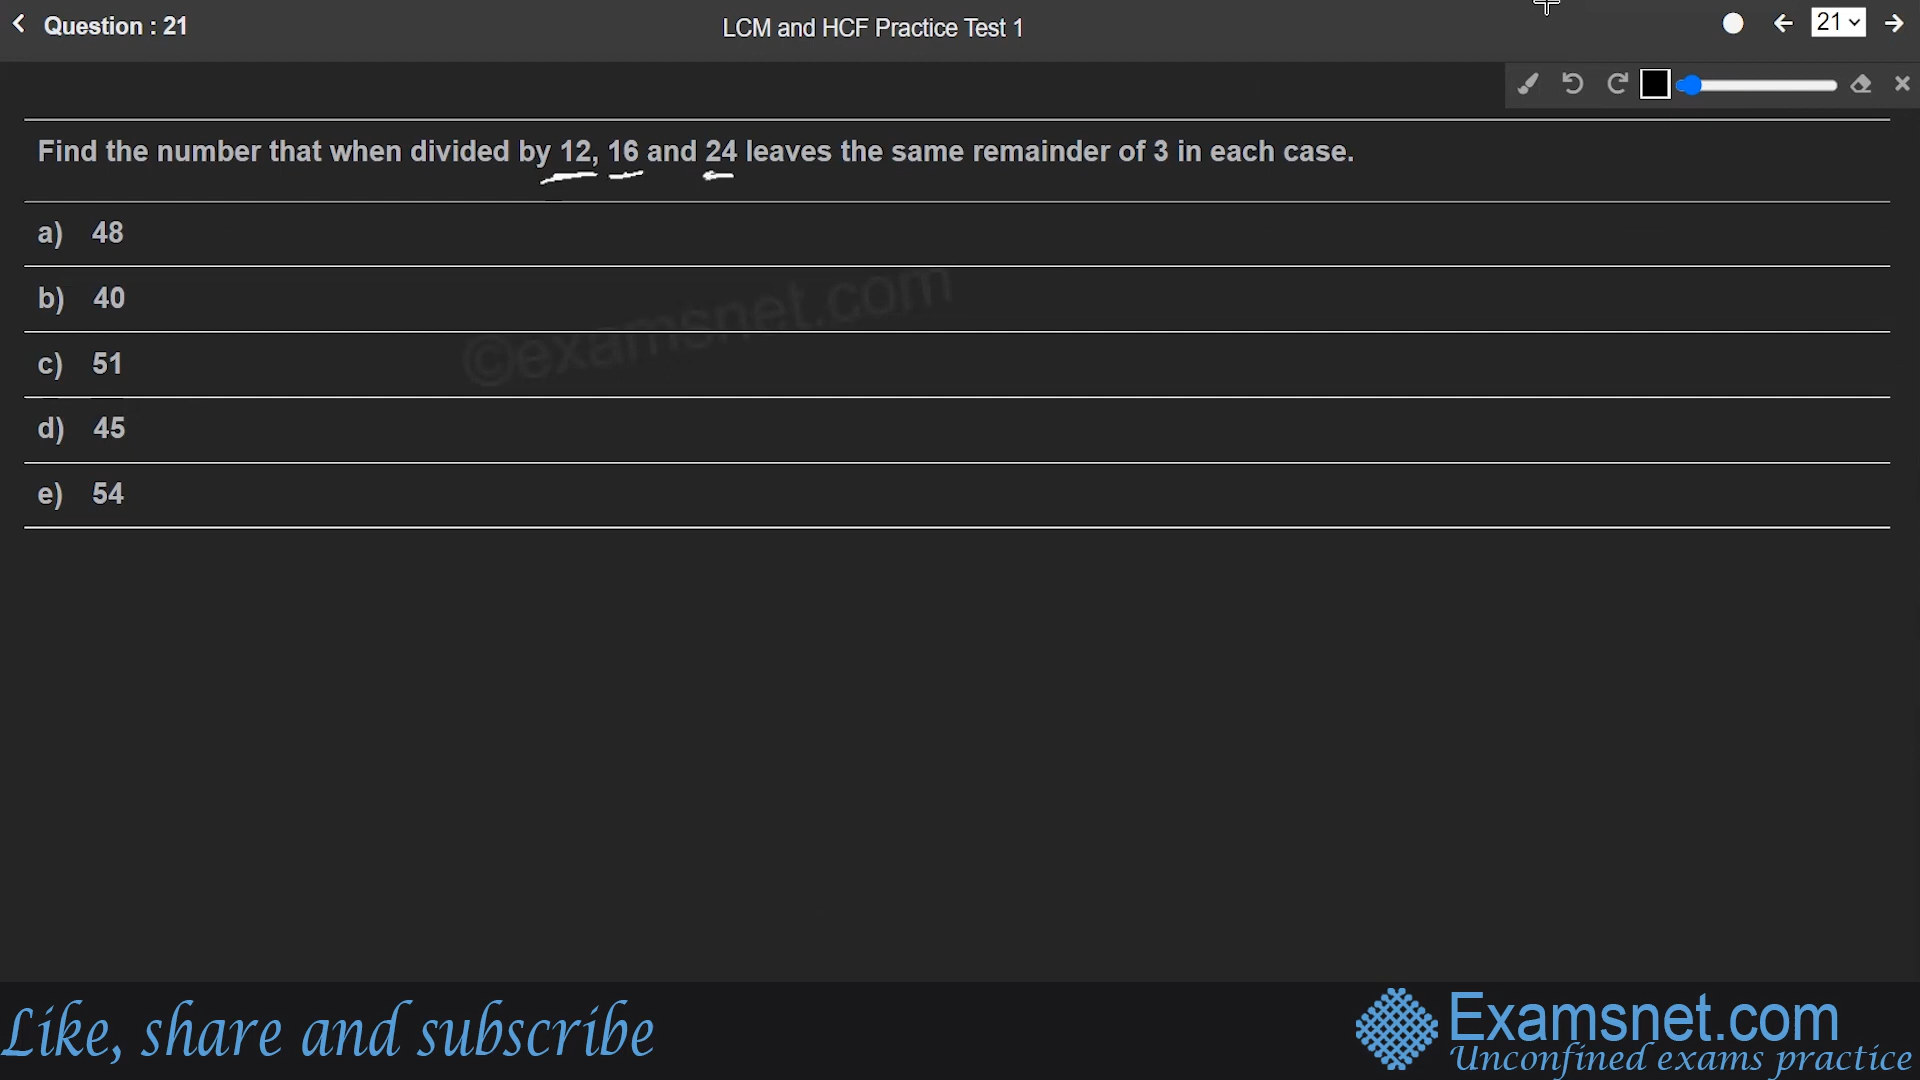 Question : 21
LCM and HCF Practice Test 1
21
Find the number that when divided by 12, 16 and 24 leaves the same remainder of 3 in each case.
a) 48
b) 40
©examsnet.com
c) 51
d) 45
e) 54
Like, share and subscribe
Examsnet.com
Unconfined exams practice